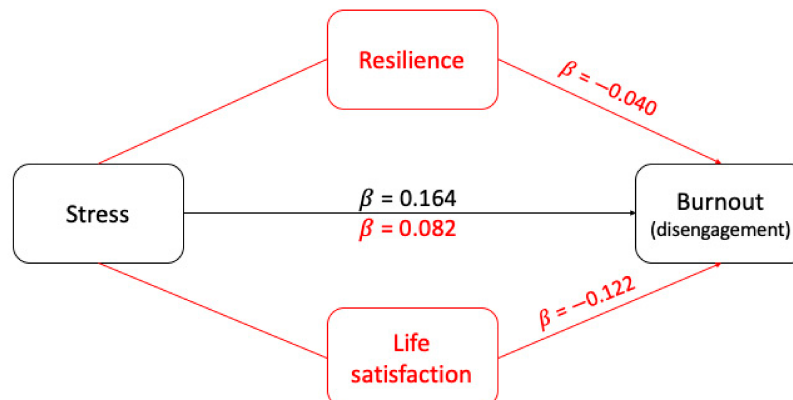 Resilience
β = −0.040
Stress
β = 0.164
β = 0.082
Burnout
(disengagement)
β = −0.122
Life
satisfaction